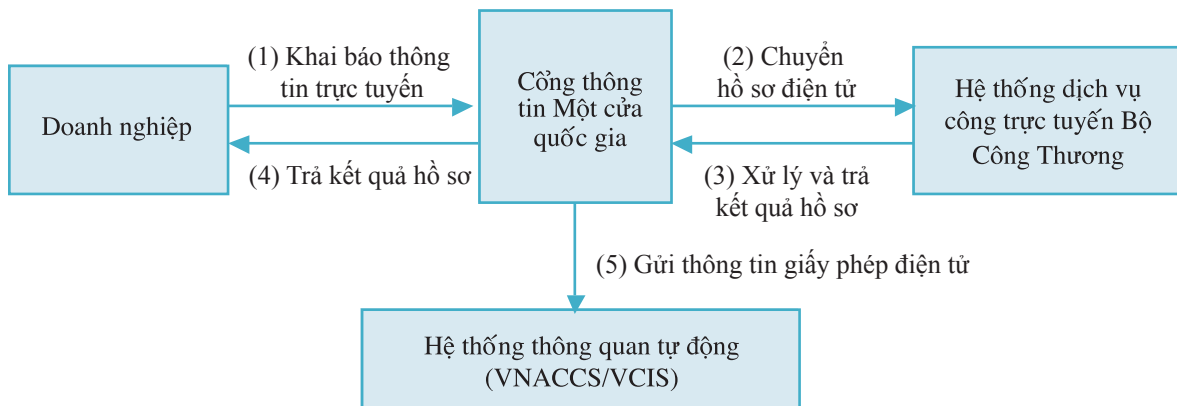 Doanh nghiệp
(1) Khai báo thông
tin trực tuyến
(4) Trả kết quả hồ sơ
Cổng thông
tin Một cửa
quốc gia
(2) Chuyển
hồ sơ điện tử
(3) Xử lý và trả
kết quả hồ sơ
Hệ thống dịch vụ
công trực tuyến Bộ
Công Thương
(5) Gửi thông tin giấy phép điện tử
Hệ thống thông quan tự động
(VNACCS/VCIS)